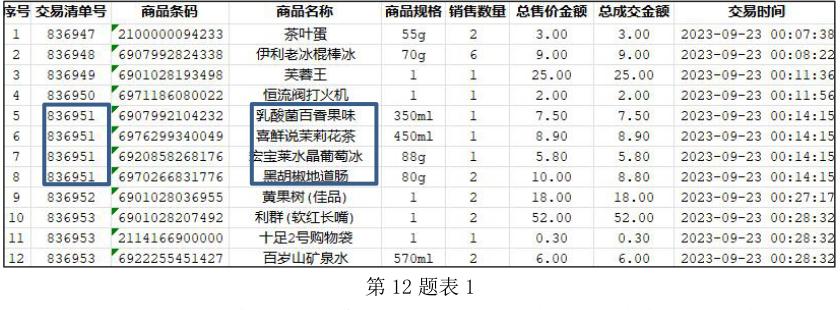 序号 交易清单号 商品条码 商品名称 商品规格 销售数量 总售价金额 总成交金额 交易时间
1 836947 2100000094233 茶叶蛋 55g 2 3.00 3.00 2023-09-23 00:07:38
2 836948 6907992824338 伊利老冰棍棒冰 70g 6 9.00 9.00 2023-09-23 00:08:22
3 836949 6901028193498 芙蓉王 1 1 25.00 25.00 2023-09-23 00:11:36
4 836950 6971186080022 恒流阀打火机 1 1 2.00 2.00 2023-09-23 00:11:56
5 836951 6907992104232 乳酸菌百香果味 350ml 1 7.50 7.50 2023-09-23 00:14:15
6 836951 6976299340049 喜鲜说茉莉花茶 450ml 1 8.90 8.90 2023-09-23 00:14:15
7 836951 6920858268176 宏宝莱水晶葡萄冰 88g 1 5.80 5.80 2023-09-23 00:14:15
8 836951 6970266831776 黑胡椒地道肠 80g 2 10.00 8.80 2023-09-23 00:14:15
9 836952 6901028036955 黄果树(佳品) 1 2 18.00 18.00 2023-09-23 00:27:17
10 836953 6901028207492 利群(软红长嘴) 1 2 52.00 52.00 2023-09-23 00:28:32
11 836953 2114166900000 十足2号购物袋 1 1 0.30 0.30 2023-09-23 00:28:32
12 836953 6922255451427 百岁山矿泉水 570ml 2 6.00 6.00 2023-09-23 00:28:32
第12题表1